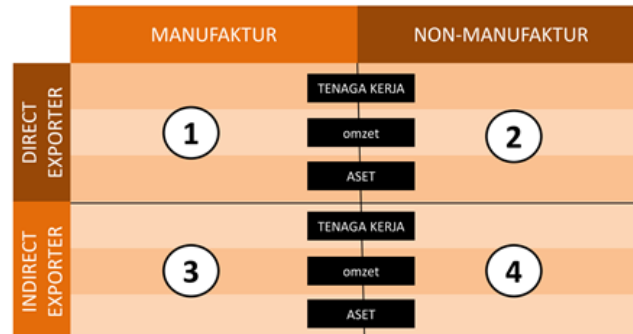 MANUFAKTUR
NON-MANUFAKTUR
DIRECT
EXPORTER
TENAGA KERJA
1
omzet
2
ASET
INDIRECT
EXPORTER
TENAGA KERJA
3
omzet
4
ASET